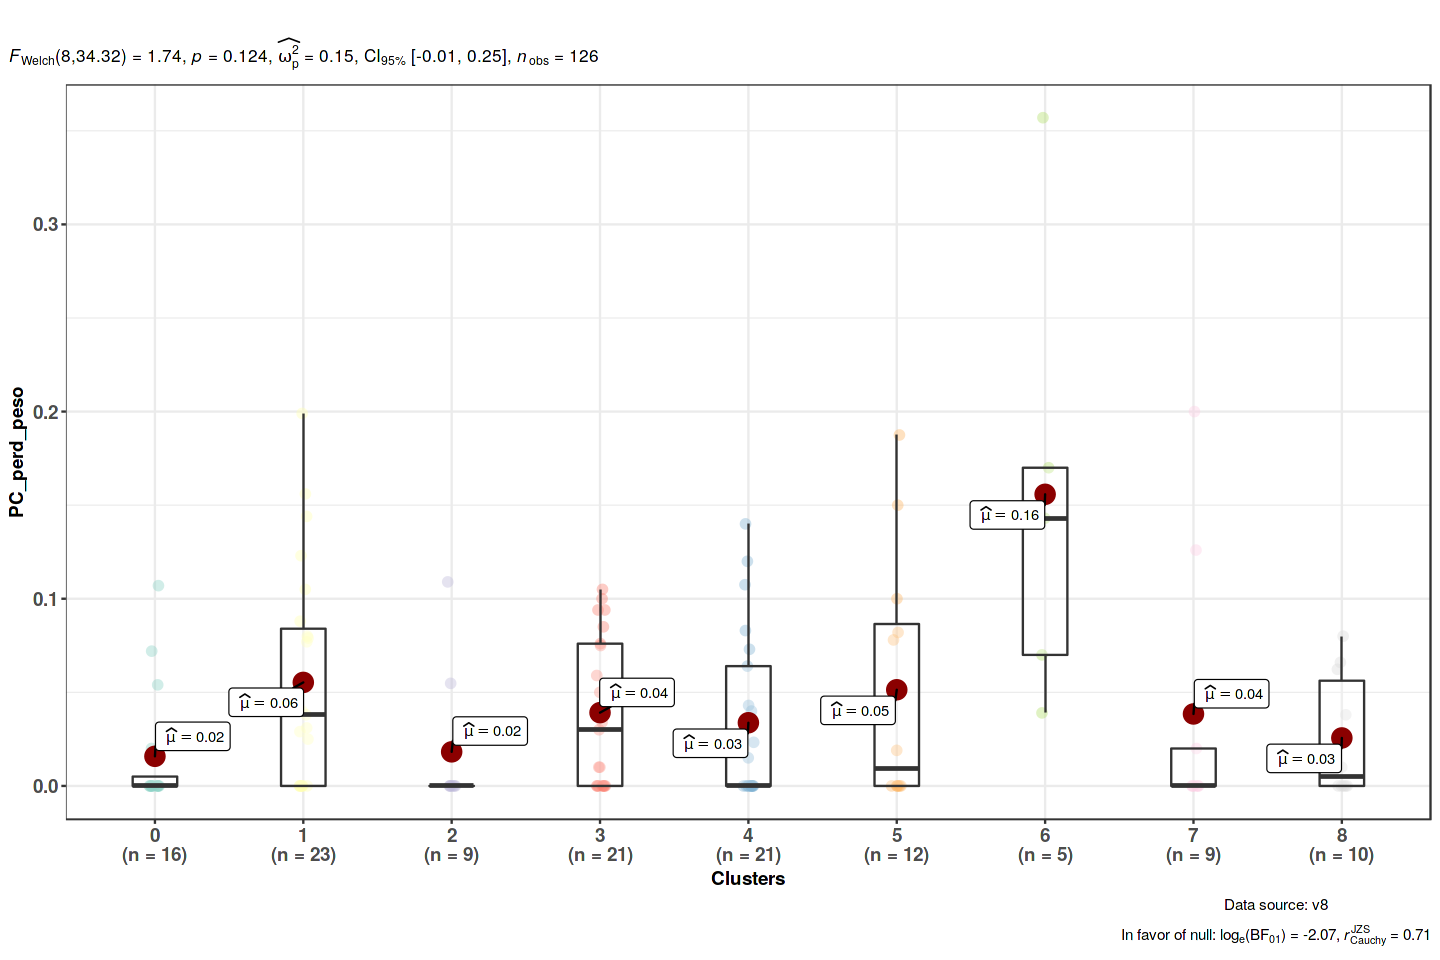 F_Welch(8,34.32) = 1.74, p = 0.124, ω̂²_p = 0.15, CI_95% [-0.01, 0.25], n_obs = 126
PC_perd_peso
0.3
0.2
0.1
0.0
μ̂ = 0.02
μ̂ = 0.06
μ̂ = 0.02
μ̂ = 0.04
μ̂ = 0.03
μ̂ = 0.05
μ̂ = 0.16
μ̂ = 0.04
μ̂ = 0.03
0 1 2 3 4 5 6 7 8
(n = 16) (n = 23) (n = 9) (n = 21) (n = 21) (n = 12) (n = 5) (n = 9) (n = 10)
Clusters
Data source: v8
In favor of null: log_e(BF_01) = -2.07, r^JZS_Cauchy = 0.71